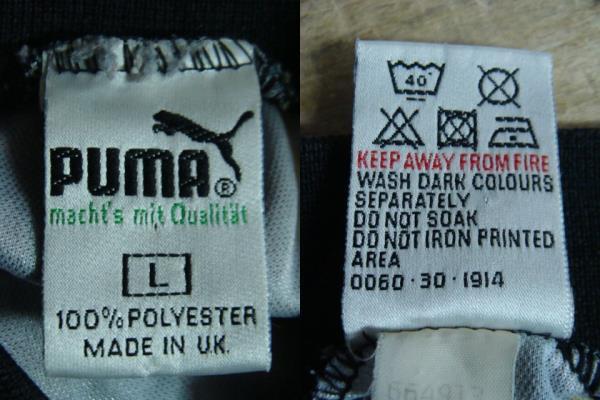 PUMA®
macht's mit Qualität
L
100% POLYESTER
MADE IN U.K.
40°
KEEP AWAY FROM FIRE
WASH DARK COLOURS
SEPARATELY
DO NOT SOAK
DO NOT IRON PRINTED
AREA
0060·30·1914